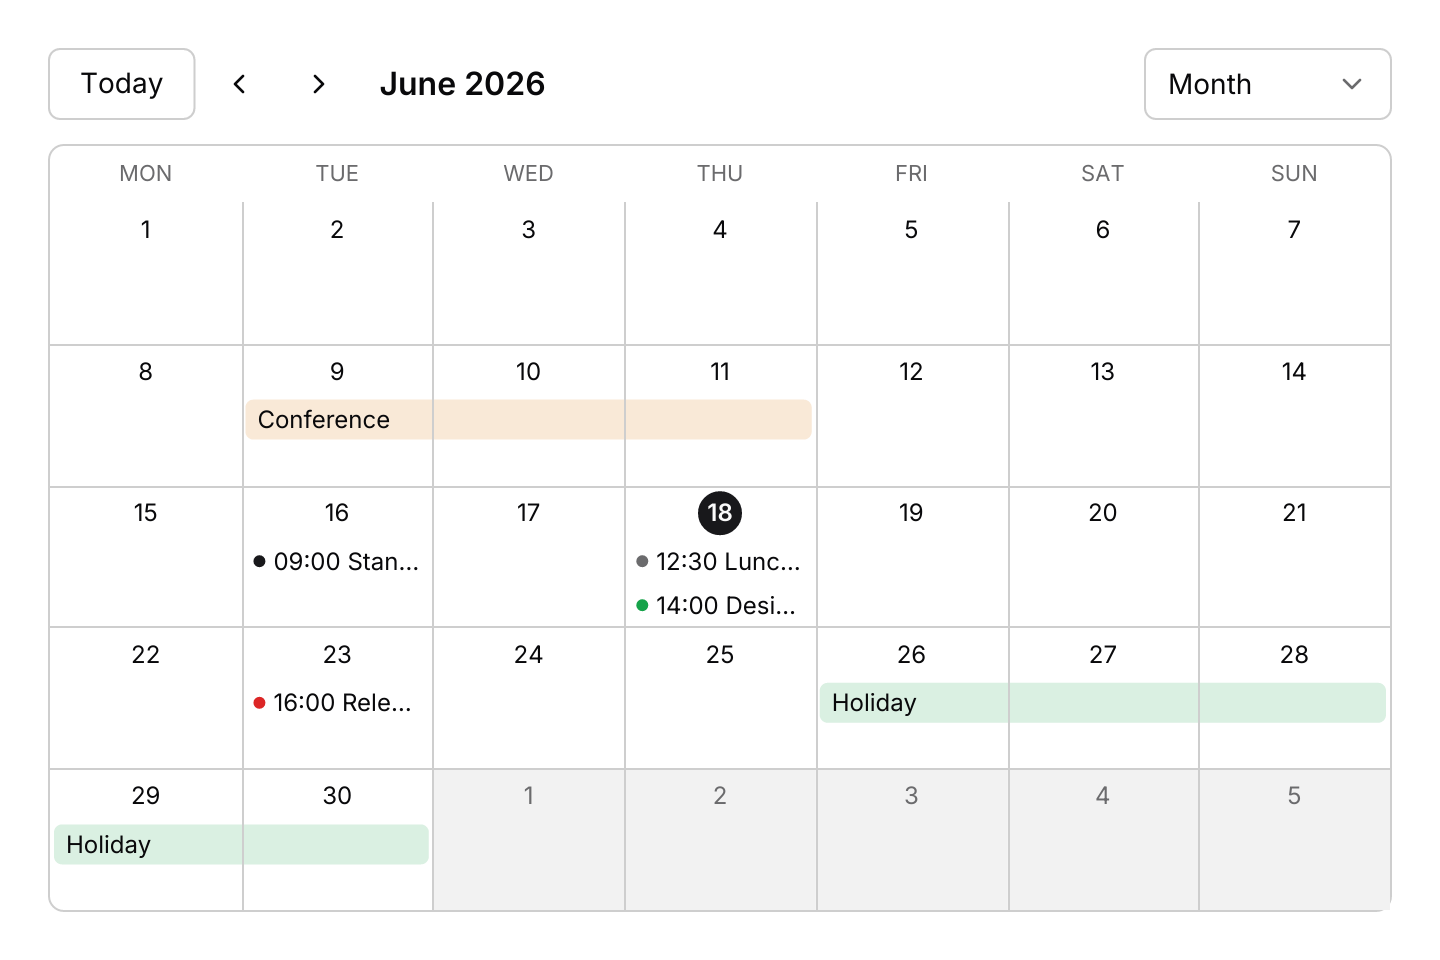 Today June 2026 Month
MON TUE WED THU FRI SAT SUN
1 2 3 4 5 6 7
8 9 10 11 12 13 14
Conference
15 16 17 18 19 20 21
09:00 Stan... 12:30 Lunc...
14:00 Desi...
22 23 24 25 26 27 28
16:00 Rele... Holiday
29 30 1 2 3 4 5
Holiday